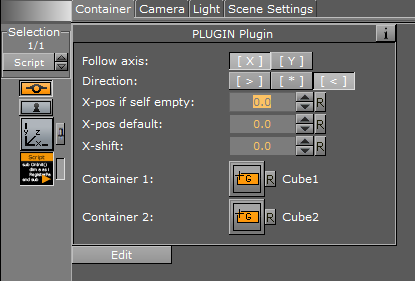 Container Camera Light Scene Settings
Selection
1/1
Script
PLUGIN Plugin i
Follow axis: [ X ] [ Y ]
Direction: [ > ] [ * ] [ < ]
X-pos if self empty: 0.0 R
X-pos default: 0.0 R
X-shift: 0.0 R
Container 1: G R Cube1
Container 2: G R Cube2
Y Z X
Script
Edit